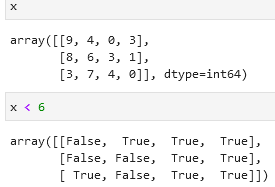 x
array([[9, 4, 0, 3],
       [8, 6, 3, 1],
       [3, 7, 4, 0]], dtype=int64)
x < 6
array([[False,  True,  True,  True],
       [False, False,  True,  True],
       [ True, False,  True,  True]])